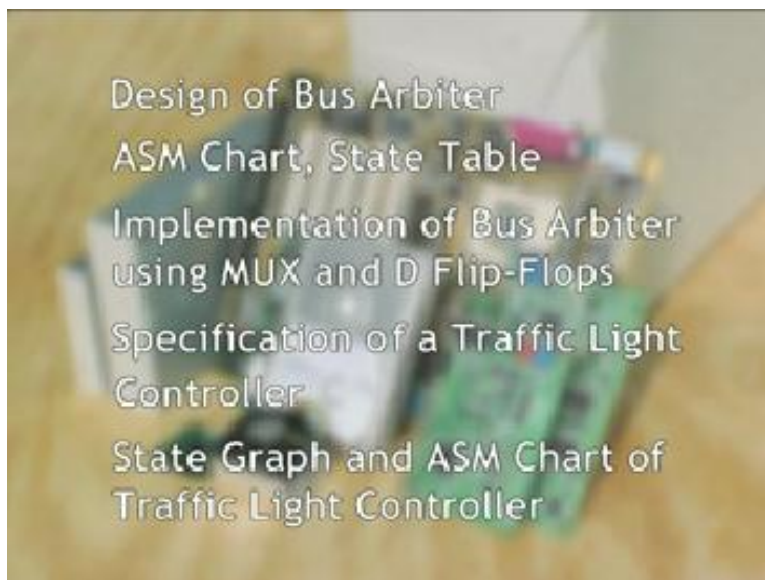 Design of Bus Arbiter
ASM Chart, State Table
Implementation of Bus Arbiter
using MUX and D Flip-Flops
Specification of a Traffic Light
Controller
State Graph and ASM Chart of
Traffic Light Controller